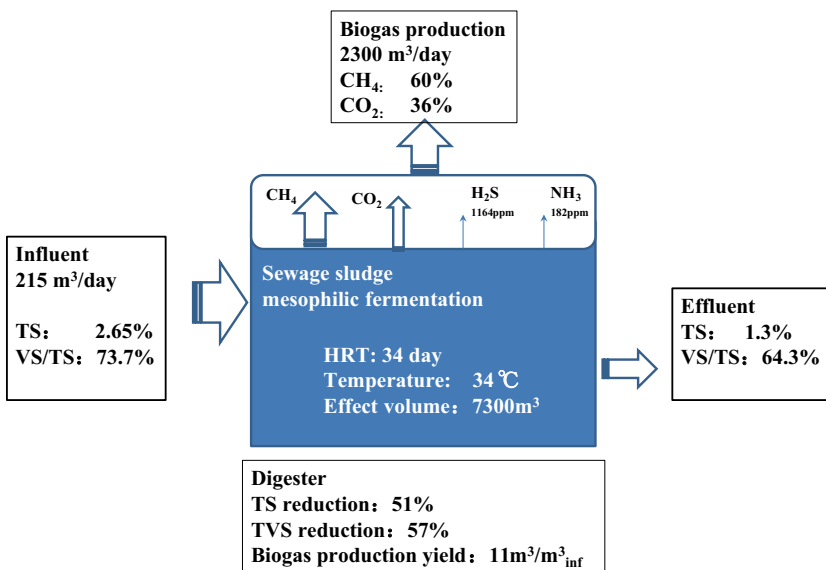 Biogas production
2300 m³/day
CH₄: 60%
CO₂: 36%
CH₄
CO₂
H₂S
1164ppm
NH₃
182ppm
Influent
215 m³/day
TS： 2.65%
VS/TS：73.7%
Sewage sludge
mesophilic fermentation
HRT: 34 day
Temperature: 34 ℃
Effect volume：7300m³
Effluent
TS： 1.3%
VS/TS：64.3%
Digester
TS reduction：51%
TVS reduction：57%
Biogas production yield：11m³/m³inf